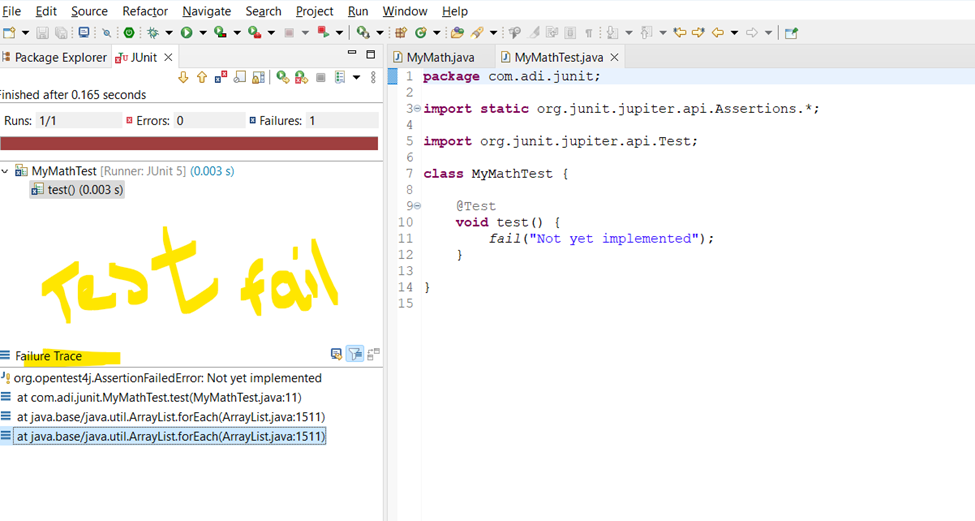 File Edit Source Refactor Navigate Search Project Run Window Help
Package Explorer JUnit
Finished after 0.165 seconds
Runs: 1/1 Errors: 0 Failures: 1
MyMathTest [Runner: JUnit 5] (0.003 s)
test() (0.003 s)
Test fail
Failure Trace
org.opentest4j.AssertionFailedError: Not yet implemented
at com.adi.junit.MyMathTest.test(MyMathTest.java:11)
at java.base/java.util.ArrayList.forEach(ArrayList.java:1511)
at java.base/java.util.ArrayList.forEach(ArrayList.java:1511)
MyMath.java MyMathTest.java
1 package com.adi.junit;
2
3 import static org.junit.jupiter.api.Assertions.*;
4
5 import org.junit.jupiter.api.Test;
6
7 class MyMathTest {
8
9 @Test
10 void test() {
11 fail("Not yet implemented");
12 }
13
14 }
15